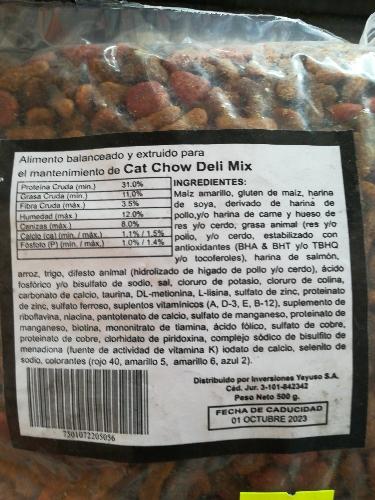 Alimento balanceado y extruido para
el mantenimiento de Cat Chow Deli Mix
Proteína Cruda (min.) 31.0%
Grasa Cruda (min.) 11.0%
Fibra Cruda (máx.) 3.5%
Humedad (máx.) 12.0%
Cenizas (máx.) 8.0%
Calcio (ca) (min. / máx.) 1.1% / 1.5%
Fósfoto (P) (min. / máx.) 1.0% / 1.4%
INGREDIENTES:
Maíz amarillo, gluten de maíz, harina
de soya, derivado de harina de
pollo,y/o harina de carne y hueso de
res y/o cerdo, grasa animal (res y/o
pollo, y/o cerdo, estabilizado con
antioxidantes (BHA & BHT y/o TBHQ
y/o tocoferoles), harina de salmón,
arroz, trigo, difesto animal (hidrolizado de higado de pollo y/o cerdo), ácido
fosfórico y/o bisulfato de sodio, sal, cloruro de potasio, cloruro de colina,
carbonato de calcio, taurina, DL-metionina, L-lisina, sulfato de zinc, proteinato
de zinc, sulfato ferroso, suplentos vitamínicos (A, D-3, E, B-12), suplemento de
riboflavina, niacina, pantotenato de calcio, sulfato de manganeso, proteinato de
manganeso, biotina, mononitrato de tiamina, ácido fólico, sulfato de cobre,
proteinato de cobre, clorhidato de piridoxina, complejo sódico de bisulfito de
menadiona (fuente de actividad de vitamina K) iodato de calcio, selenito de
sodio, colorantes (rojo 40, amarillo 5, amarillo 6, azul 2).
Distribuido por Inversiones Yeyuso S.A.
Céd. Jur. 3-101-842342
Peso Neto 500 g.
FECHA DE CADUCIDAD
01 OCTUBRE 2023
7501072205056